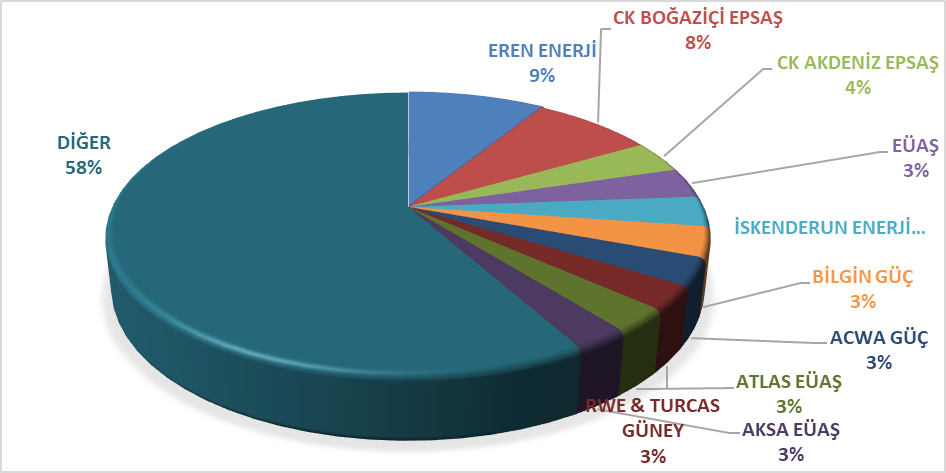 CK BOĞAZİÇİ EPSAŞ
8%
EREN ENERJİ
9%
CK AKDENİZ EPSAŞ
4%
EÜAŞ
3%
DİĞER
58%
İSKENDERUN ENERJİ...
BİLGİN GÜÇ
3%
ACWA GÜÇ
3%
ATLAS EÜAŞ
3%
RWE & TURCAS
GÜNEY
3%
AKSA EÜAŞ
3%